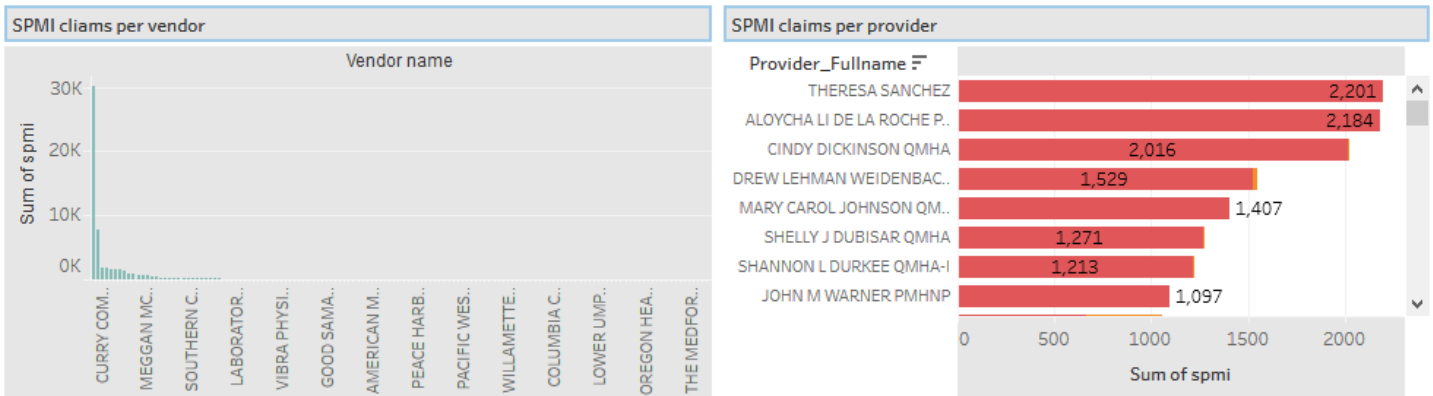 SPMI cliams per vendor
Vendor name
30K
20K
10K
0K
Sum of spmi
CURRY COM..
MEGGAN MC..
SOUTHERN C..
LABORATOR..
VIBRA PHYSI..
GOOD SAMA..
AMERICAN M..
PEACE HARB..
PACIFIC WES..
WILLAMETTE..
COLUMBIA C..
LOWER UMP..
OREGON HEA..
THE MEDFOR..
SPMI claims per provider
Provider_Fullname
THERESA SANCHEZ 2,201
ALOYCHA LI DE LA ROCHE P.. 2,184
CINDY DICKINSON QMHA 2,016
DREW LEHMAN WEIDENBAC.. 1,529
MARY CAROL JOHNSON QM.. 1,407
SHELLY J DUBISAR QMHA 1,271
SHANNON L DURKEE QMHA-I 1,213
JOHN M WARNER PMHNP 1,097
0 500 1000 1500 2000
Sum of spmi